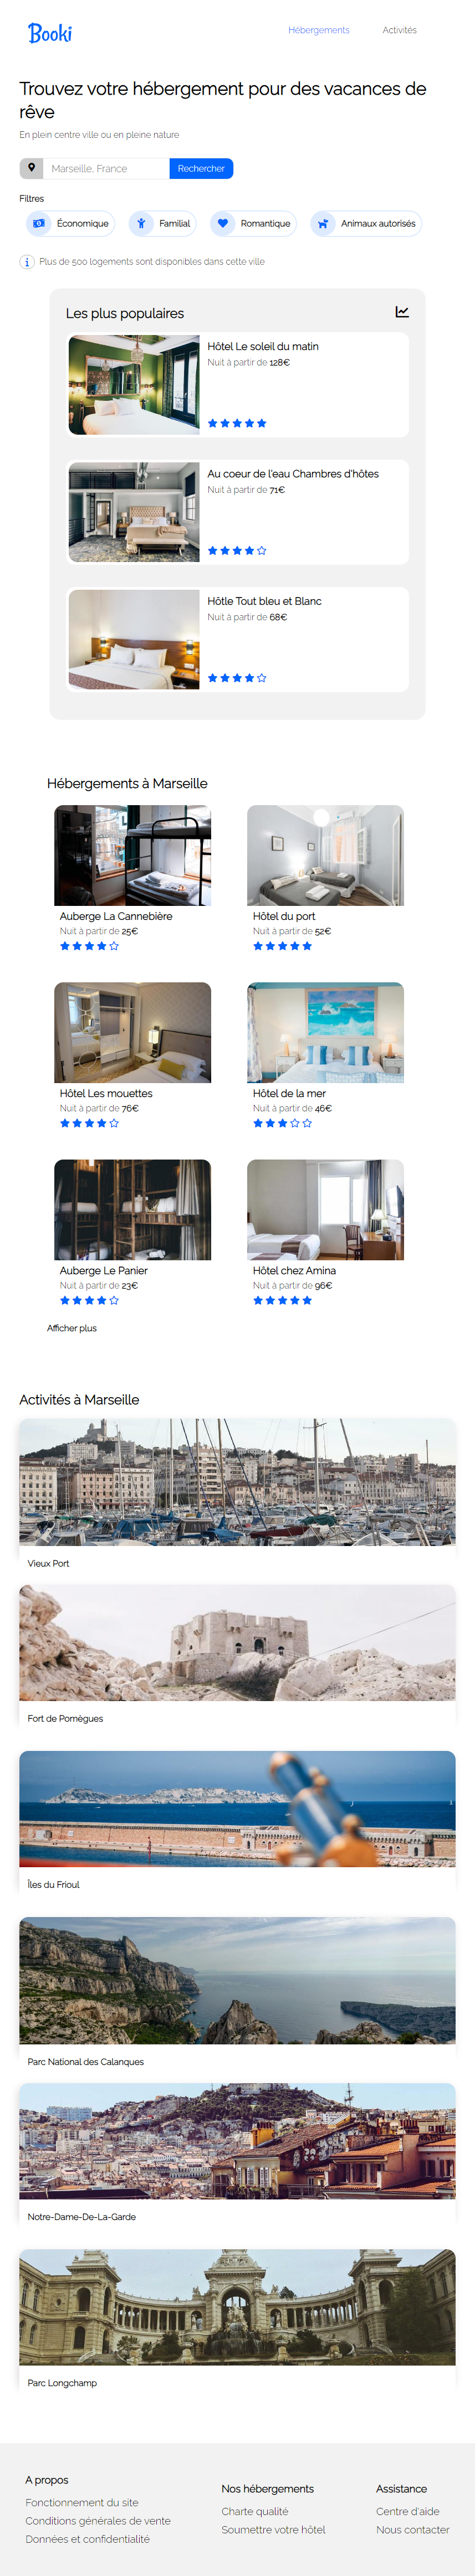 Booki
Hébergements
Activités
Trouvez votre hébergement pour des vacances de
rêve
En plein centre ville ou en pleine nature
Marseille, France
Rechercher
Filtres
Économique
Familial
Romantique
Animaux autorisés
Plus de 500 logements sont disponibles dans cette ville
Les plus populaires
Hôtel Le soleil du matin
Nuit à partir de 128€
Au coeur de l'eau Chambres d'hôtes
Nuit à partir de 71€
Hôtle Tout bleu et Blanc
Nuit à partir de 68€
Hébergements à Marseille
Auberge La Cannebière
Nuit à partir de 25€
Hôtel du port
Nuit à partir de 52€
Hôtel Les mouettes
Nuit à partir de 76€
Hôtel de la mer
Nuit à partir de 46€
Auberge Le Panier
Nuit à partir de 23€
Hôtel chez Amina
Nuit à partir de 96€
Afficher plus
Activités à Marseille
Vieux Port
Fort de Pomègues
Îles du Frioul
Parc National des Calanques
Notre-Dame-De-La-Garde
Parc Longchamp
A propos
Fonctionnement du site
Conditions générales de vente
Données et confidentialité
Nos hébergements
Charte qualité
Soumettre votre hôtel
Assistance
Centre d'aide
Nous contacter